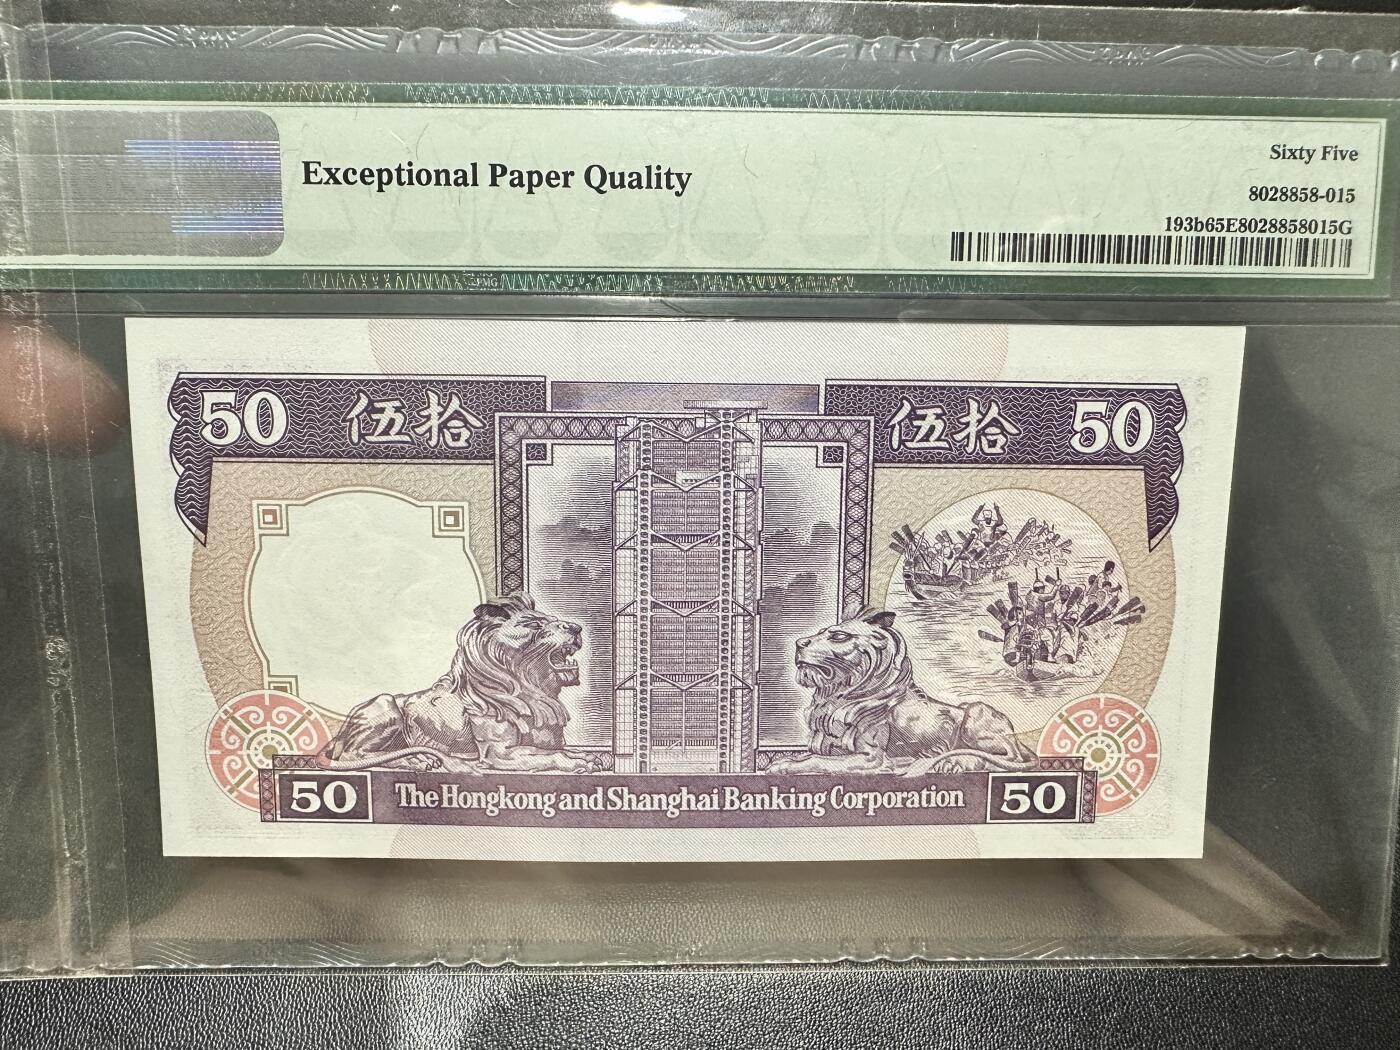 Exceptional Paper Quality
Sixty Five
8028858-015
193b65E8028858015G
PMG
50 伍拾
伍拾 50
50 The Hongkong and Shanghai Banking Corporation 50